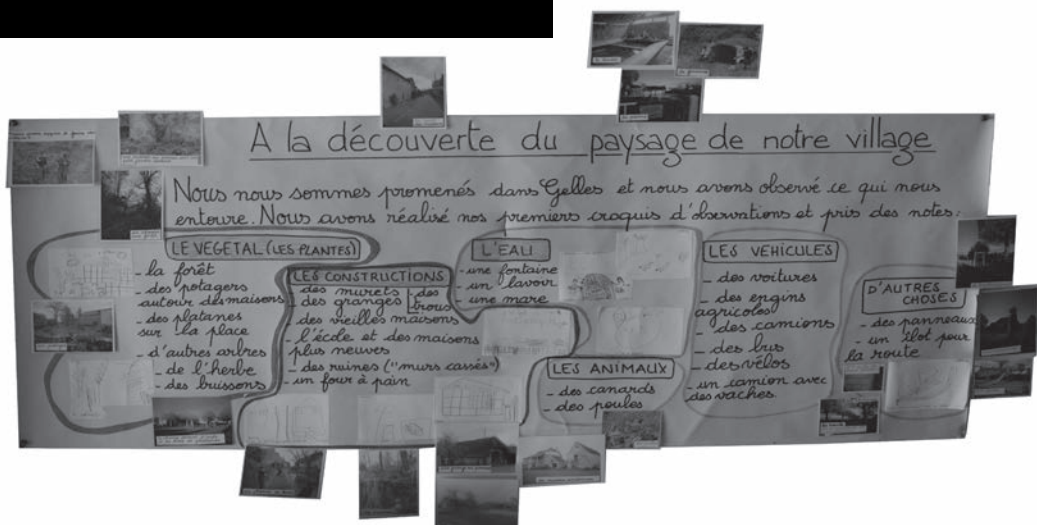 A la découverte du paysage de notre village
Nous nous sommes promenés dans Gelles et nous avons observé ce qui nous
entoure. Nous avons réalisé nos premiers croquis d'observations et pris des notes:
LE VEGETAL (LES PLANTES)
- la forêt
- des potagers
autour des maisons
- des platanes
sur la place
- d'autres arbres
- de l'herbe
- des buissons
LES CONSTRUCTIONS
- des murets
- des granges
- des
trous
- des vieilles maisons
- l'école et des maisons
plus neuves
- des ruines ("murs cassés")
- un four à pain
L'EAU
- une fontaine
- un lavoir
- une mare
LES ANIMAUX
- des canards
- des poules
LES VEHICULES
- des voitures
- des engins
agricoles
- des camions
- des bus
- des vélos
- un camion avec
des vaches
D'AUTRES
CHOSES
- des panneaux
- un îlot pour
la route